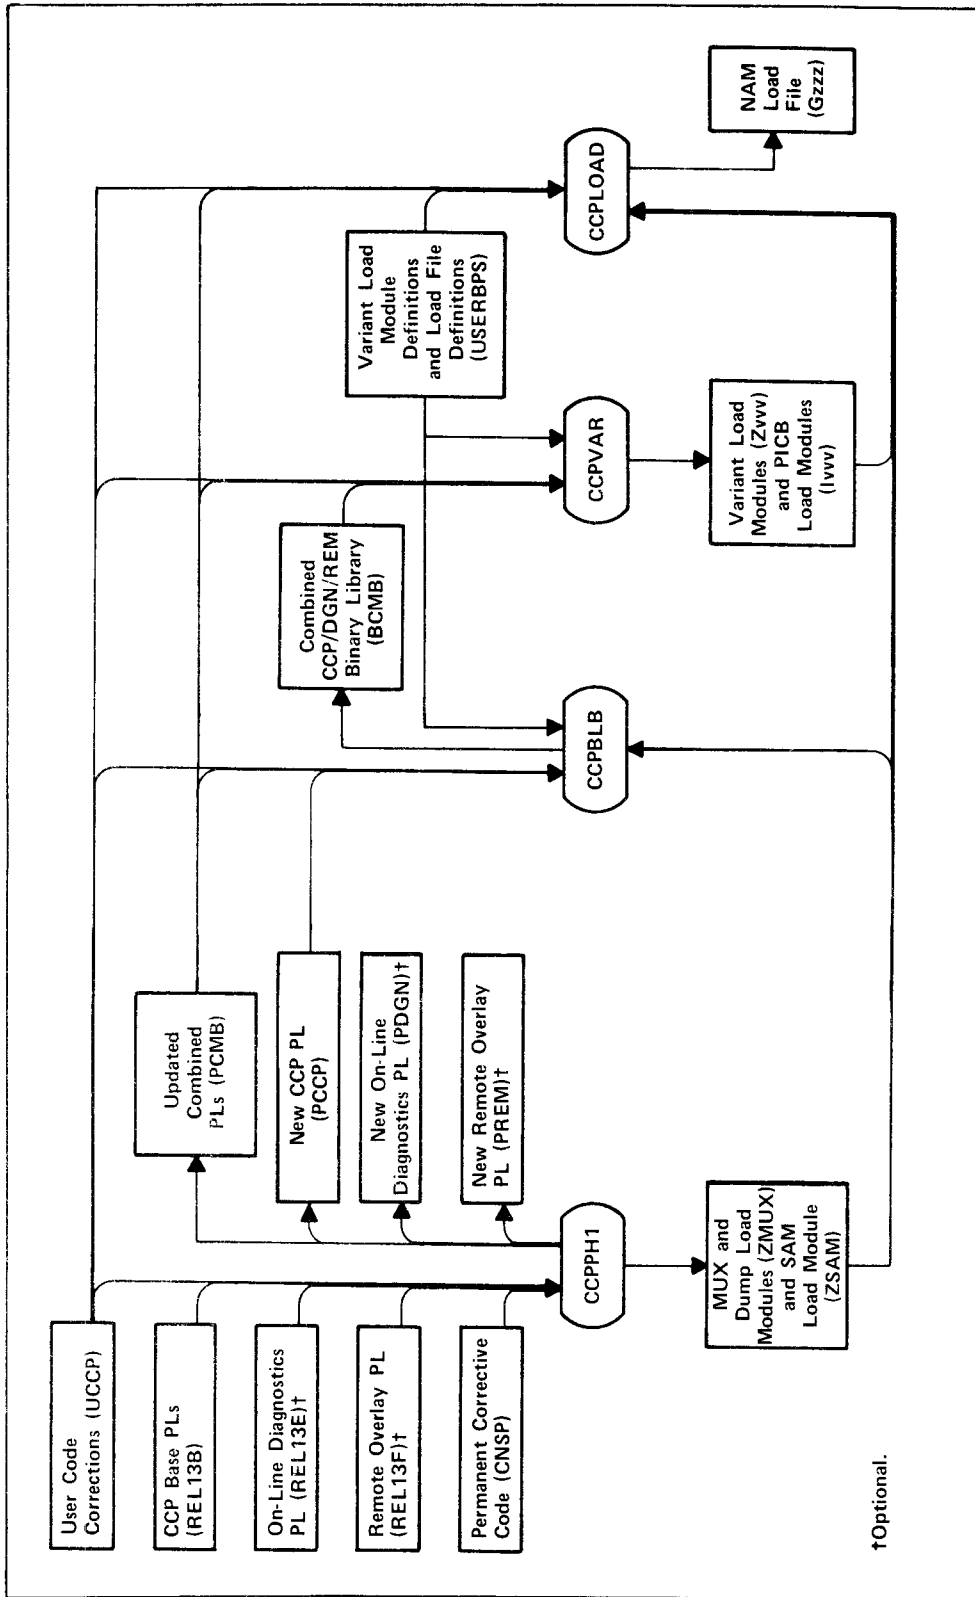 User Code
Corrections (UCCP)
CCP Base PLs
(REL13B)
On-Line Diagnostics
PL (REL13E)†
Remote Overlay PL
(REL13F)†
Permanent Corrective
Code (CNSP)
Updated
Combined
PLs (PCMB)
New CCP PL
(PCCP)
New On-Line
Diagnostics PL (PDGN)†
New Remote Overlay
PL (PREM)†
CCPPH1
MUX and
Dump Load
Modules (ZMUX)
and SAM
Load Module
(ZSAM)
Combined
CCP/DGN/REM
Binary Library
(BCMB)
CCPBLB
Variant Load
Module
Definitions
and Load File
Definitions
(USERBPS)
CCPVAR
Variant Load
Modules (Zvvv)
and PICB
Load Modules
(Ivvv)
CCPLOAD
NAM
Load
File
(Gzzz)
†Optional.